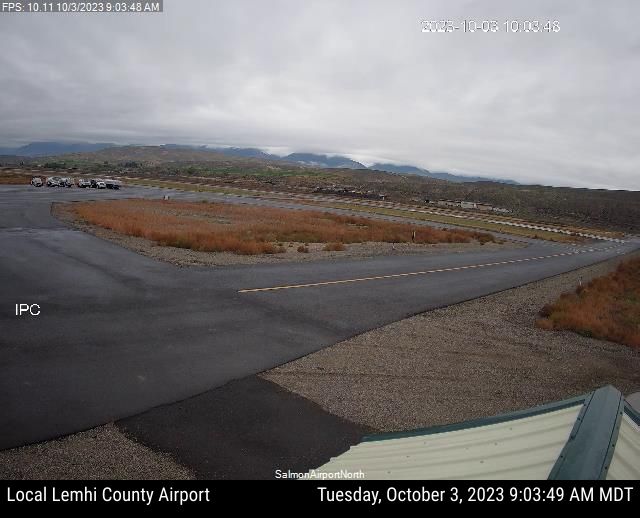 FPS: 10.11 10/3/2023 9:03:48 AM
2023-10-03 10:03:48
IPC
SalmonAirportNorth
Local Lemhi County Airport
Tuesday, October 3, 2023 9:03:49 AM MDT